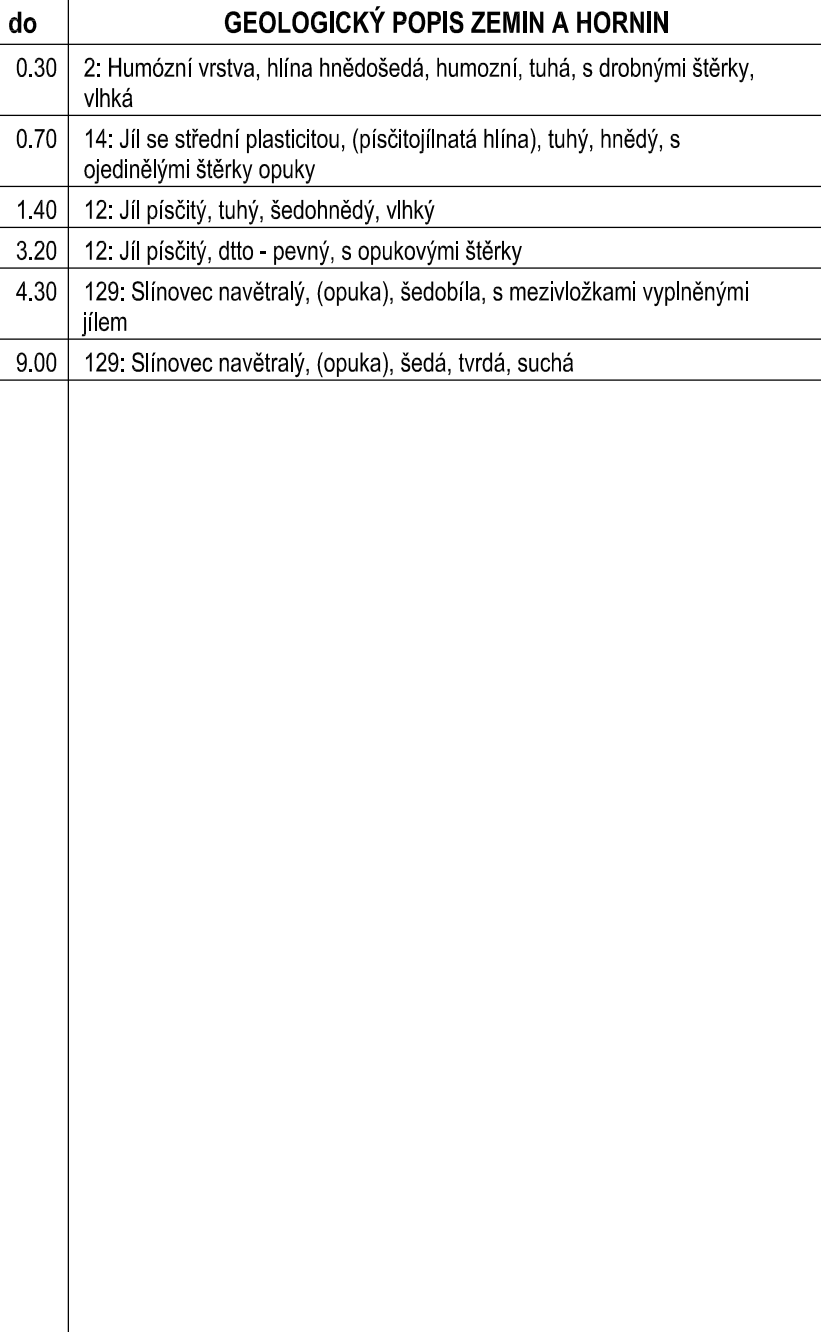 do GEOLOGICKÝ POPIS ZEMIN A HORNIN
0.30 2: Humózní vrstva, hlína hnědošedá, humozní, tuhá, s drobnými štěrky,
vlhká
0.70 14: Jíl se střední plasticitou, (písčitojílnatá hlína), tuhý, hnědý, s
ojedinělými štěrky opuky
1.40 12: Jíl písčitý, tuhý, šedohnědý, vlhký
3.20 12: Jíl písčitý, dtto - pevný, s opukovými štěrky
4.30 129: Slínovec navětralý, (opuka), šedobíla, s mezivložkami vyplněnými
jílem
9.00 129: Slínovec navětralý, (opuka), šedá, tvrdá, suchá